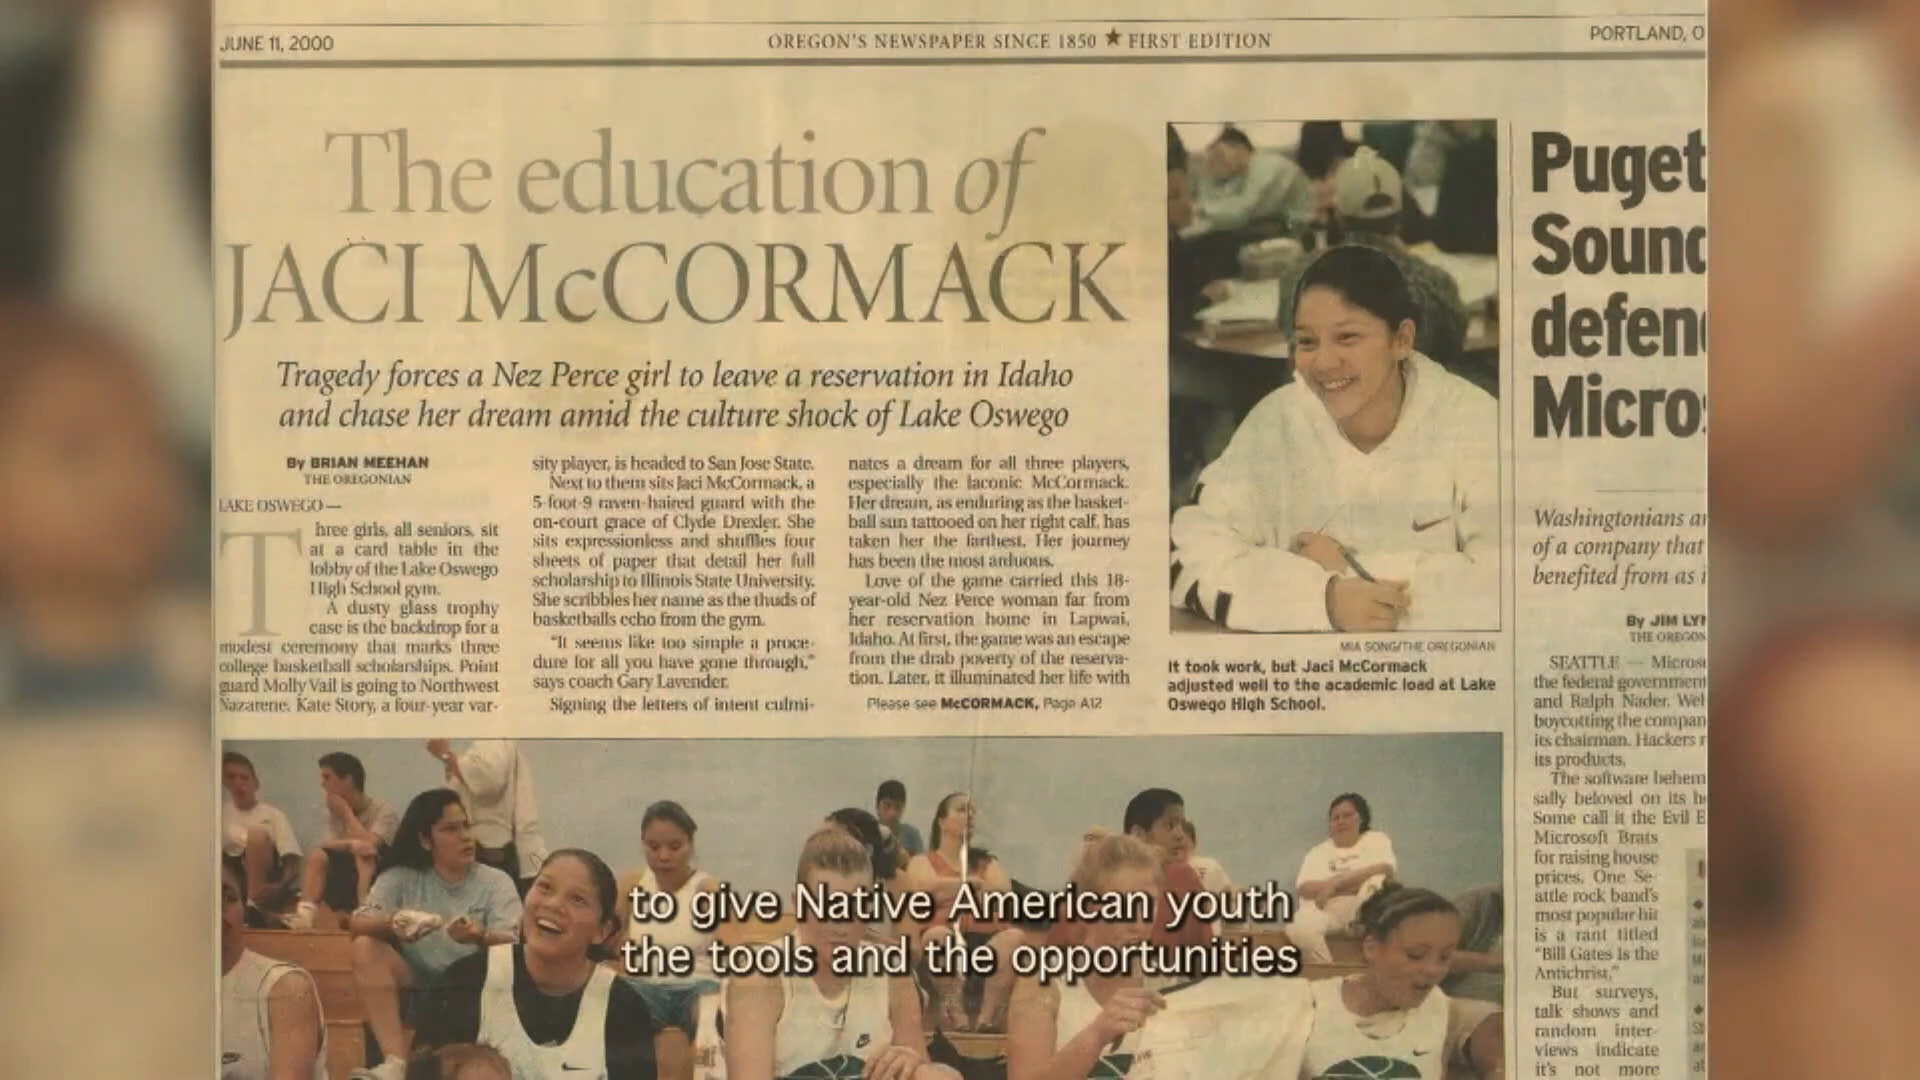 JUNE 11, 2000
OREGON'S NEWSPAPER SINCE 1850 ★ FIRST EDITION
PORTLAND, O
The education of
JACI McCORMACK
Tragedy forces a Nez Perce girl to leave a reservation in Idaho
and chase her dream amid the culture shock of Lake Oswego
By BRIAN MEEHAN
THE OREGONIAN
LAKE OSWEGO —
Three girls, all seniors, sit
at a card table in the
lobby of the Lake Oswego
High School gym.
A dusty glass trophy
case is the backdrop for a
modest ceremony that marks three
college basketball scholarships. Point
guard Molly Vail is going to Northwest
Nazarene. Kate Story, a four-year var-
sity player, is headed to San Jose State.
Next to them sits Jaci McCormack, a
5-foot-9 raven-haired guard with the
on-court grace of Clyde Drexler. She
sits expressionless and shuffles four
sheets of paper that detail her full
scholarship to Illinois State University.
She scribbles her name as the thuds of
basketballs echo from the gym.
"It seems like too simple a proce-
dure for all you have gone through,"
says coach Gary Lavender.
Signing the letters of intent culmi-
nates a dream for all three players,
especially the laconic McCormack.
Her dream, as enduring as the basket-
ball sun tattooed on her right calf, has
taken her the farthest. Her journey
has been the most arduous.
Love of the game carried this 18-
year-old Nez Perce woman far from
her reservation home in Lapwai,
Idaho. At first, the game was an escape
from the drab poverty of the reserva-
tion. Later, it illuminated her life with
Please see McCORMACK, Page A12
MIA SONG/THE OREGONIAN
It took work, but Jaci McCormack
adjusted well to the academic load at Lake
Oswego High School.
Puget
Sound
defen
Micros
Washingtonians ar
of a company that
benefited from as i
By JIM LYN
THE OREGON
SEATTLE — Micros
the federal government
and Ralph Nader. Wel
boycotting the compan
its chairman. Hackers r
its products.
The software behem
sally beloved on its h
Some call it the Evil E
Microsoft Brats
for raising house
prices. One Se-
attle rock band's
most popular hit
is a rant titled
"Bill Gates Is the
Antichrist."
But surveys,
talk shows and
random inter-
views indicate
it's not more
to give Native American youth
the tools and the opportunities